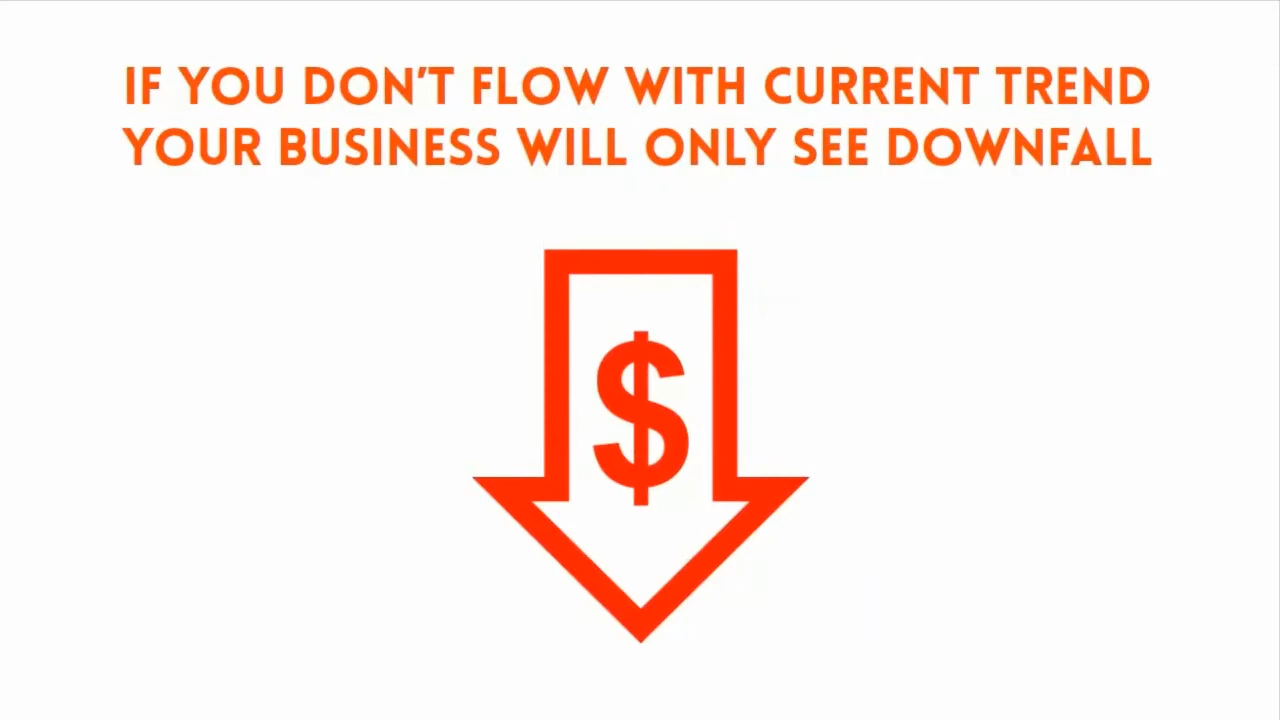 IF YOU DON'T FLOW WITH CURRENT TREND
YOUR BUSINESS WILL ONLY SEE DOWNFALL
$